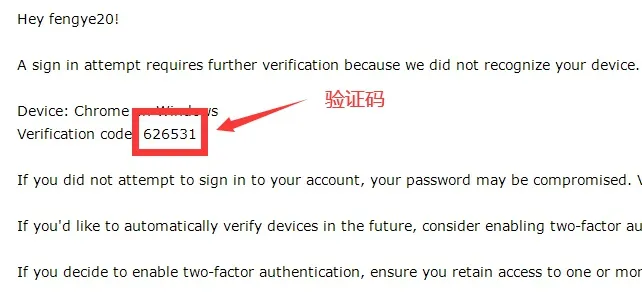 Hey fengye20!
A sign in attempt requires further verification because we did not recognize your device.
Device: Chrome on Windows
验证码
Verification code: 626531
If you did not attempt to sign in to your account, your password may be compromised. V
If you'd like to automatically verify devices in the future, consider enabling two-factor au
If you decide to enable two-factor authentication, ensure you retain access to one or mor